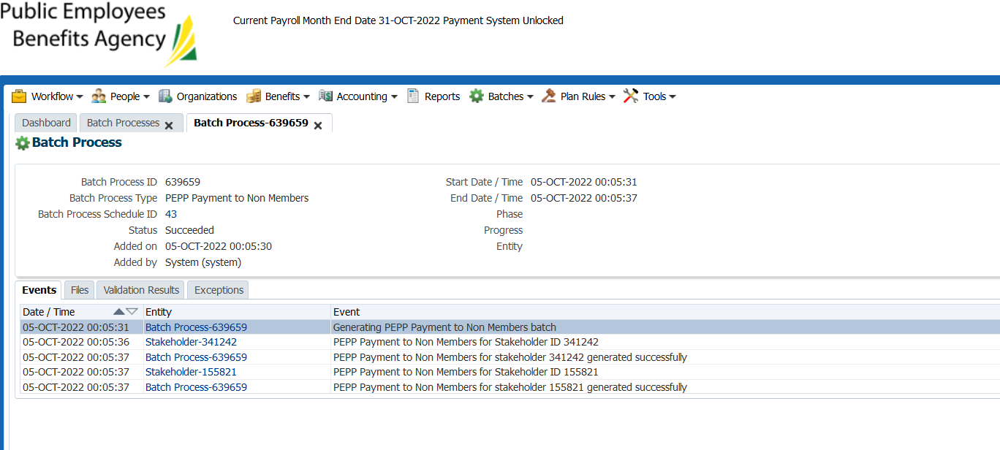 Public Employees
Benefits Agency
Current Payroll Month End Date 31-OCT-2022 Payment System Unlocked
Workflow People Organizations Benefits Accounting Reports Batches Plan Rules Tools
Dashboard Batch Processes Batch Process-639659
Batch Process
Batch Process ID 639659 Start Date / Time 05-OCT-2022 00:05:31
Batch Process Type PEPP Payment to Non Members End Date / Time 05-OCT-2022 00:05:37
Batch Process Schedule ID 43 Phase
Status Succeeded Progress
Added on 05-OCT-2022 00:05:30 Entity
Added by System (system)
Events Files Validation Results Exceptions
Date / Time Entity Event
05-OCT-2022 00:05:31 Batch Process-639659 Generating PEPP Payment to Non Members batch
05-OCT-2022 00:05:36 Stakeholder-341242 PEPP Payment to Non Members for Stakeholder ID 341242
05-OCT-2022 00:05:37 Batch Process-639659 PEPP Payment to Non Members for stakeholder 341242 generated successfully
05-OCT-2022 00:05:37 Stakeholder-155821 PEPP Payment to Non Members for Stakeholder ID 155821
05-OCT-2022 00:05:37 Batch Process-639659 PEPP Payment to Non Members for stakeholder 155821 generated successfully